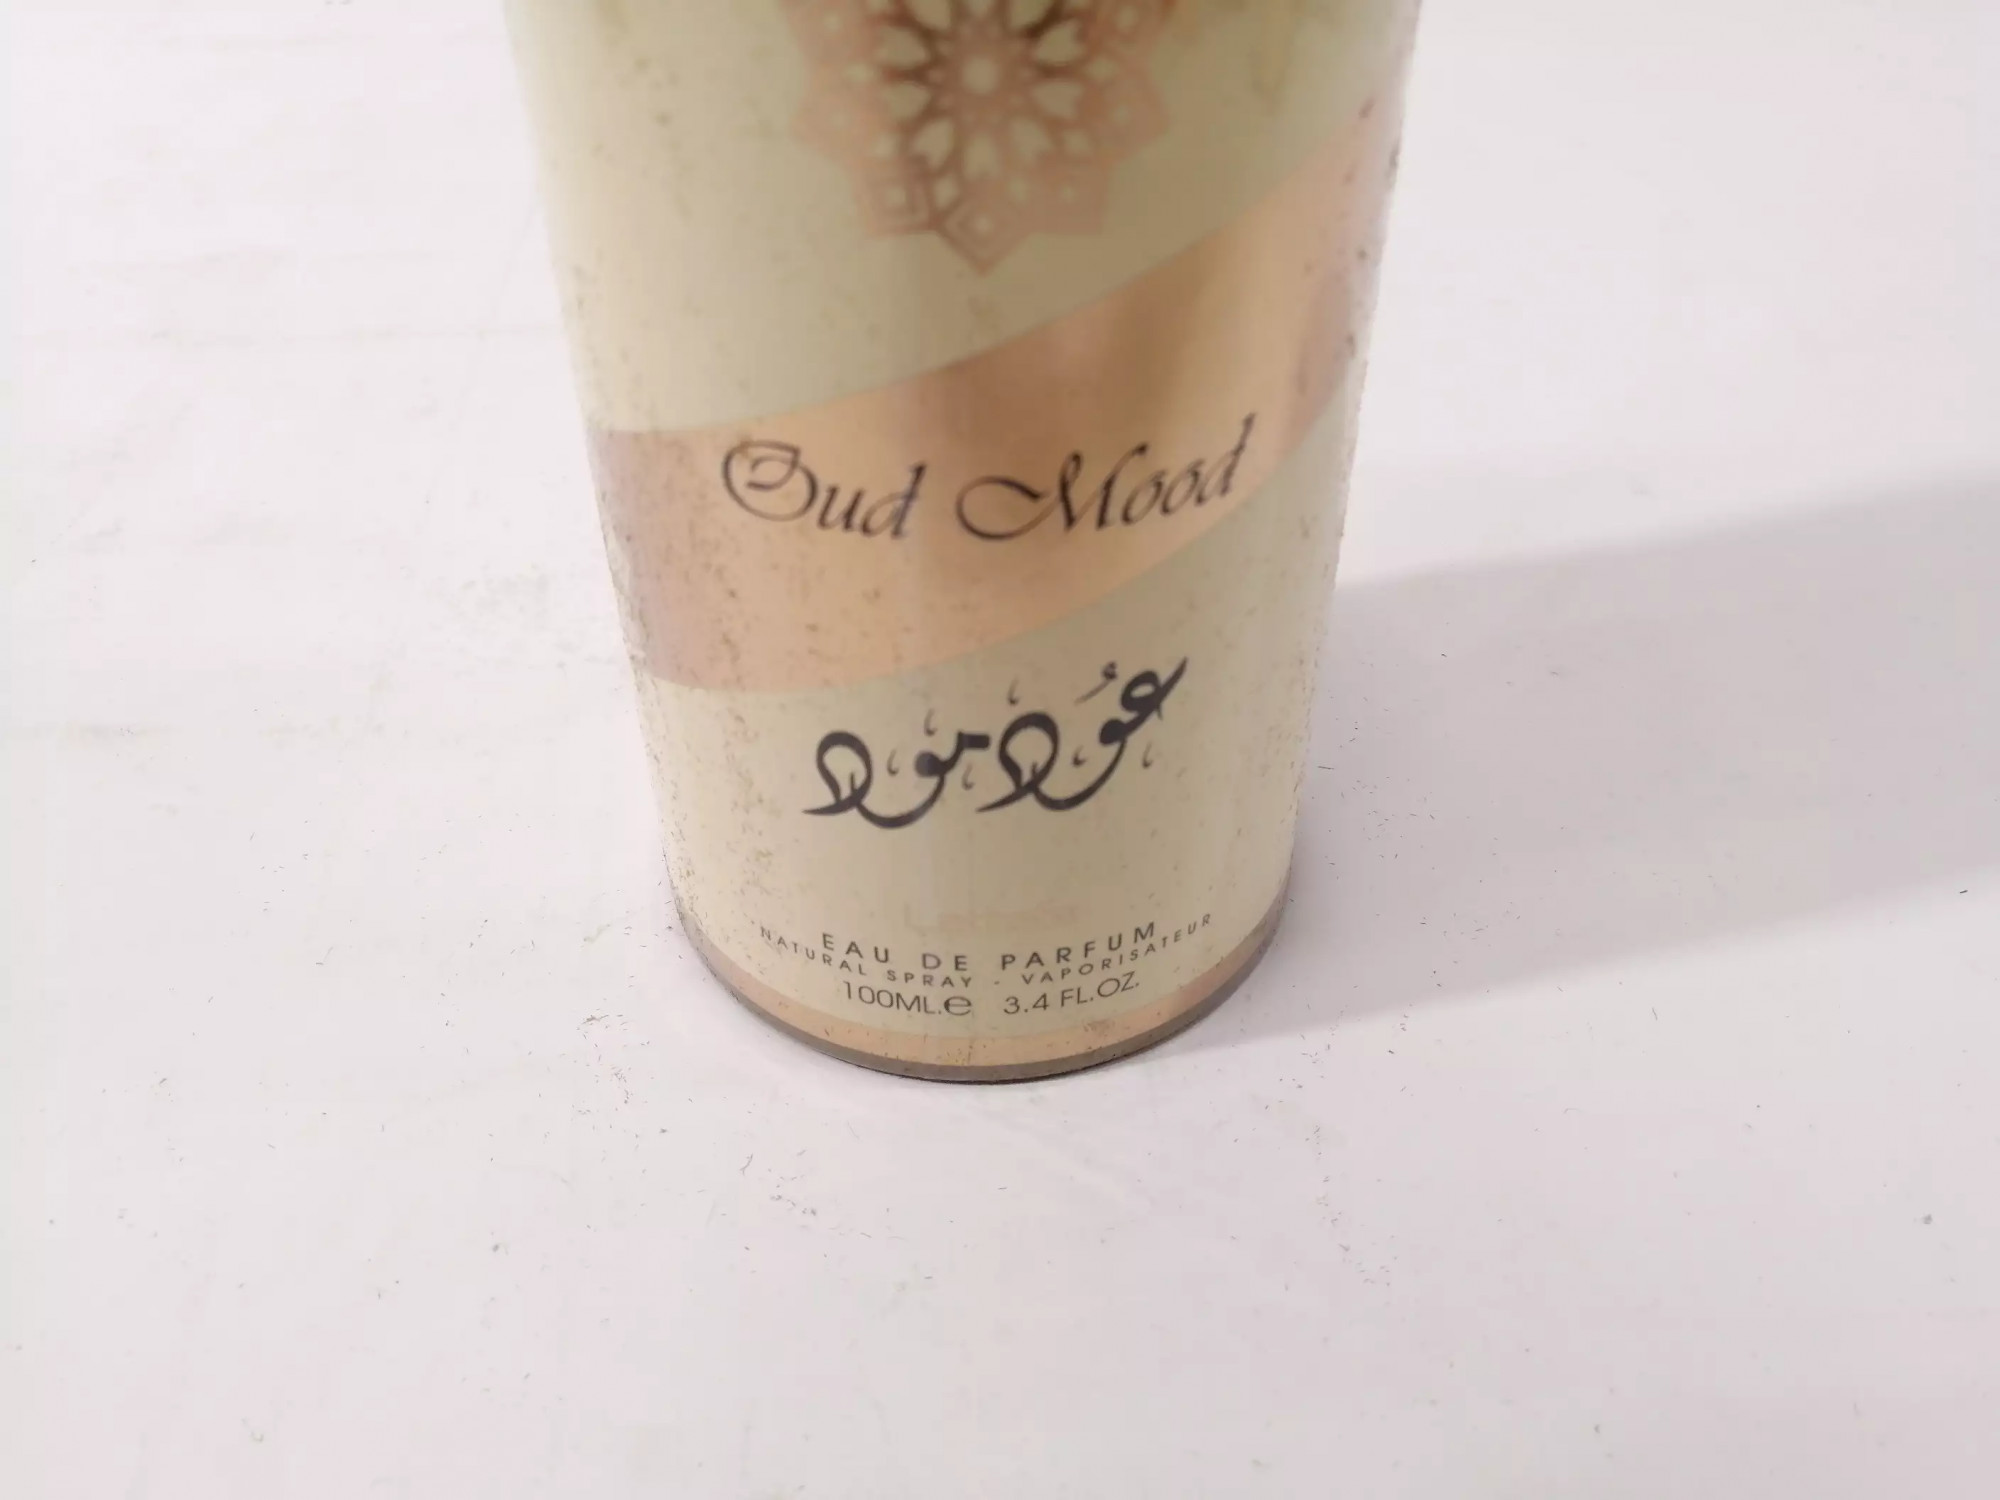 Oud Mood
عود مود
EAU DE PARFUM
NATURAL SPRAY - VAPORISATEUR
100ML.e 3.4 FL.OZ.